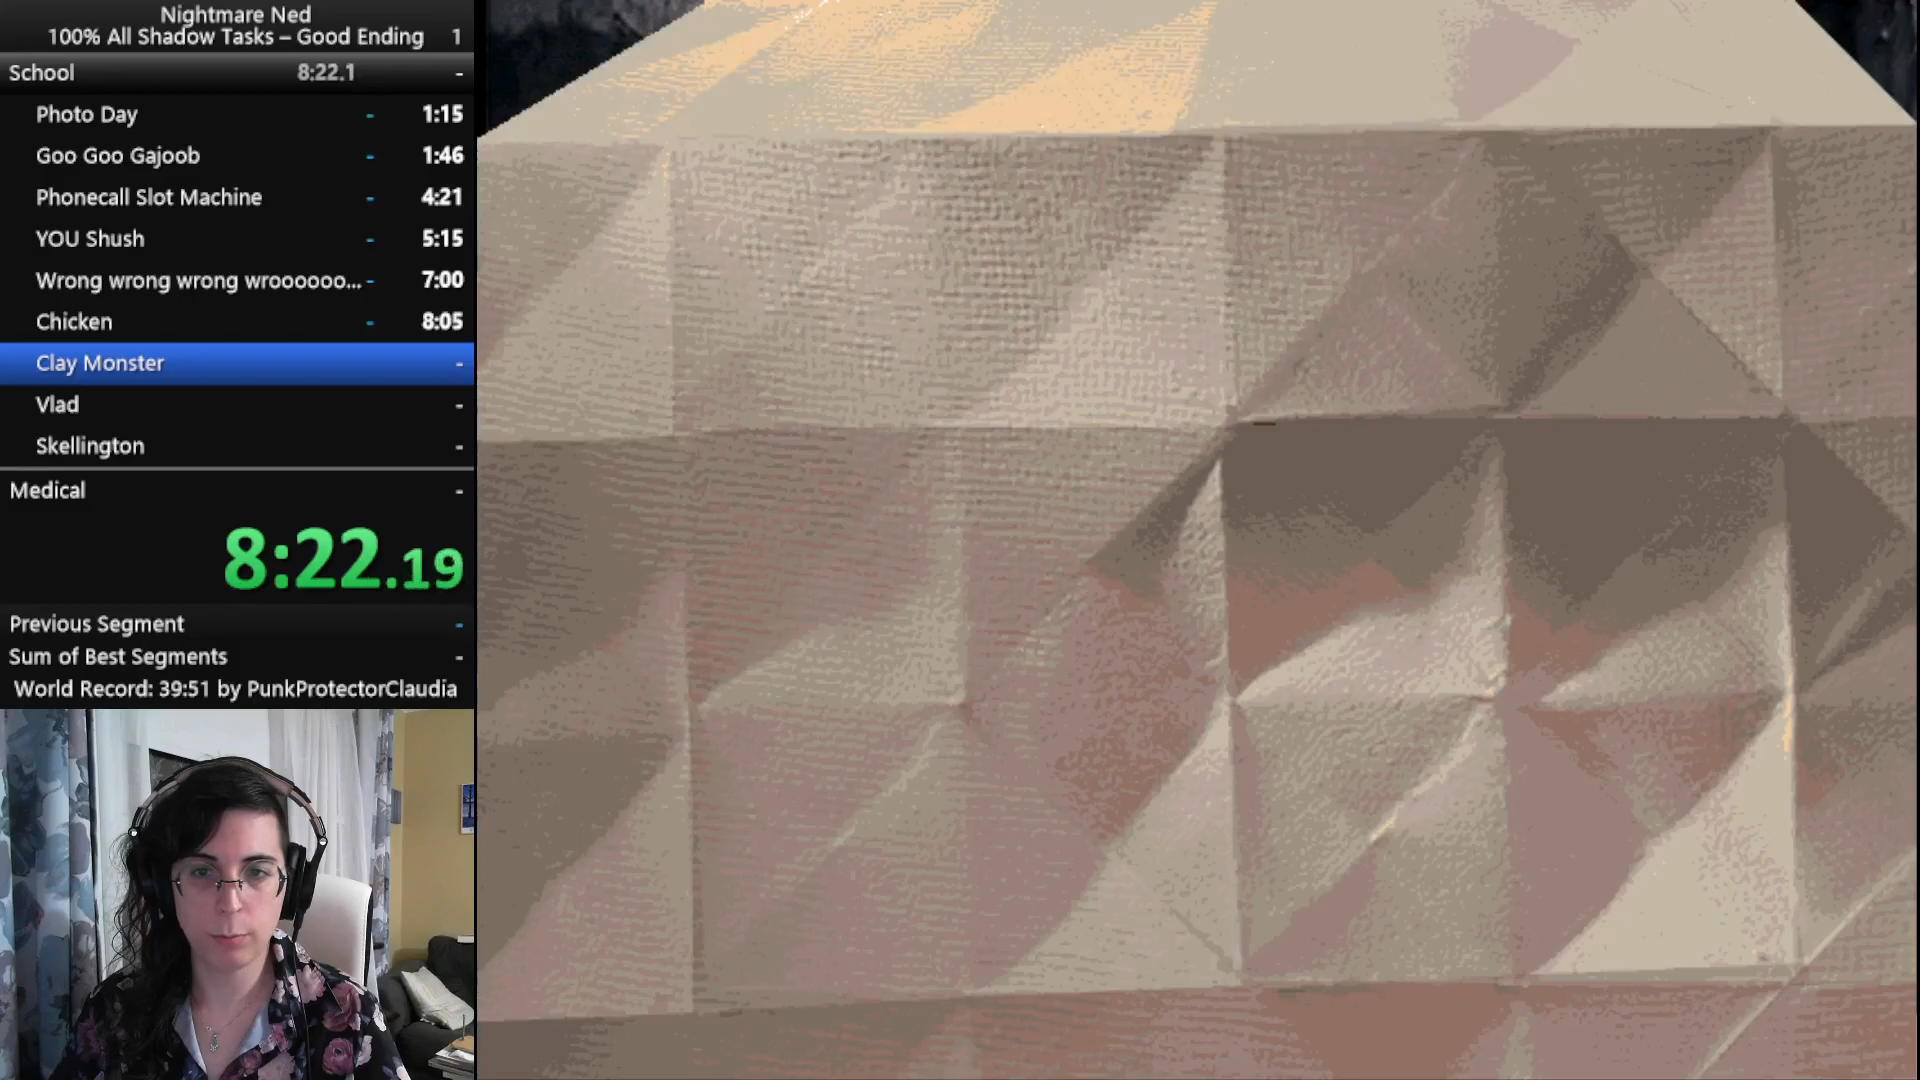 Nightmare Ned
100% All Shadow Tasks – Good Ending 1
School 8:22.1 -
Photo Day - 1:15
Goo Goo Gajoob - 1:46
Phonecall Slot Machine - 4:21
YOU Shush - 5:15
Wrong wrong wrong wroooooo... - 7:00
Chicken - 8:05
Clay Monster -
Vlad -
Skellington -
Medical -
8:22.19
Previous Segment -
Sum of Best Segments -
World Record: 39:51 by PunkProtectorClaudia